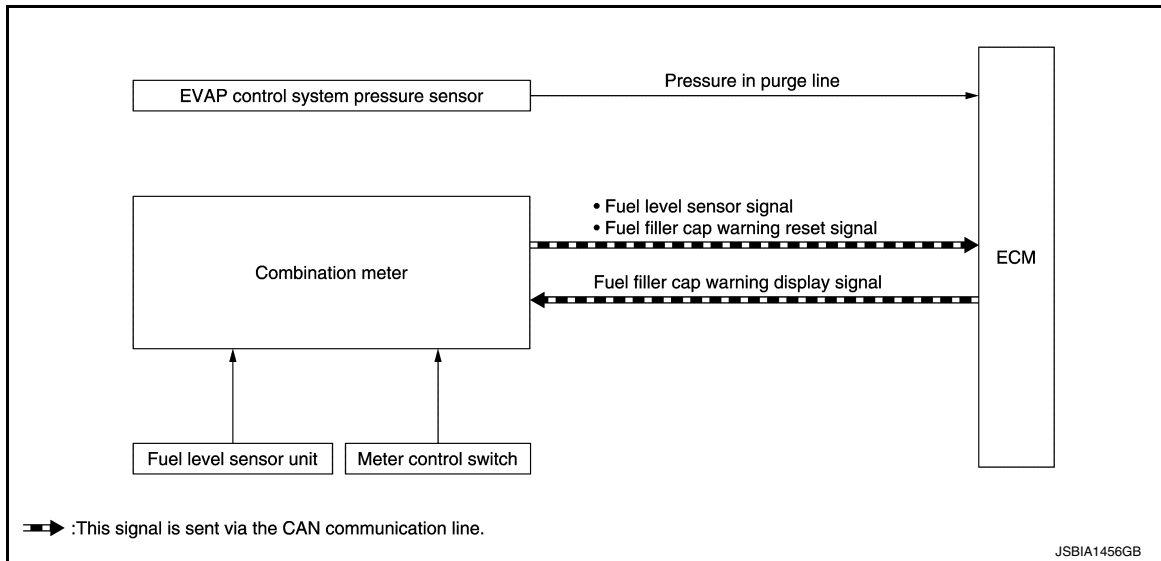 EVAP control system pressure sensor
Pressure in purge line
• Fuel level sensor signal
• Fuel filler cap warning reset signal
Combination meter
ECM
Fuel filler cap warning display signal
Fuel level sensor unit
Meter control switch
:This signal is sent via the CAN communication line.
JSBIA1456GB